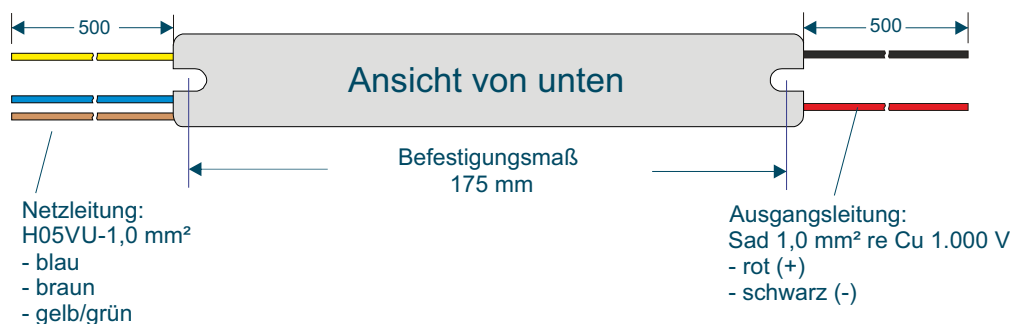 500
500
Ansicht von unten
Befestigungsmaß
175 mm
Netzleitung:
H05VU-1,0 mm²
- blau
- braun
- gelb/grün
Ausgangsleitung:
Sad 1,0 mm² re Cu 1.000 V
- rot (+)
- schwarz (-)